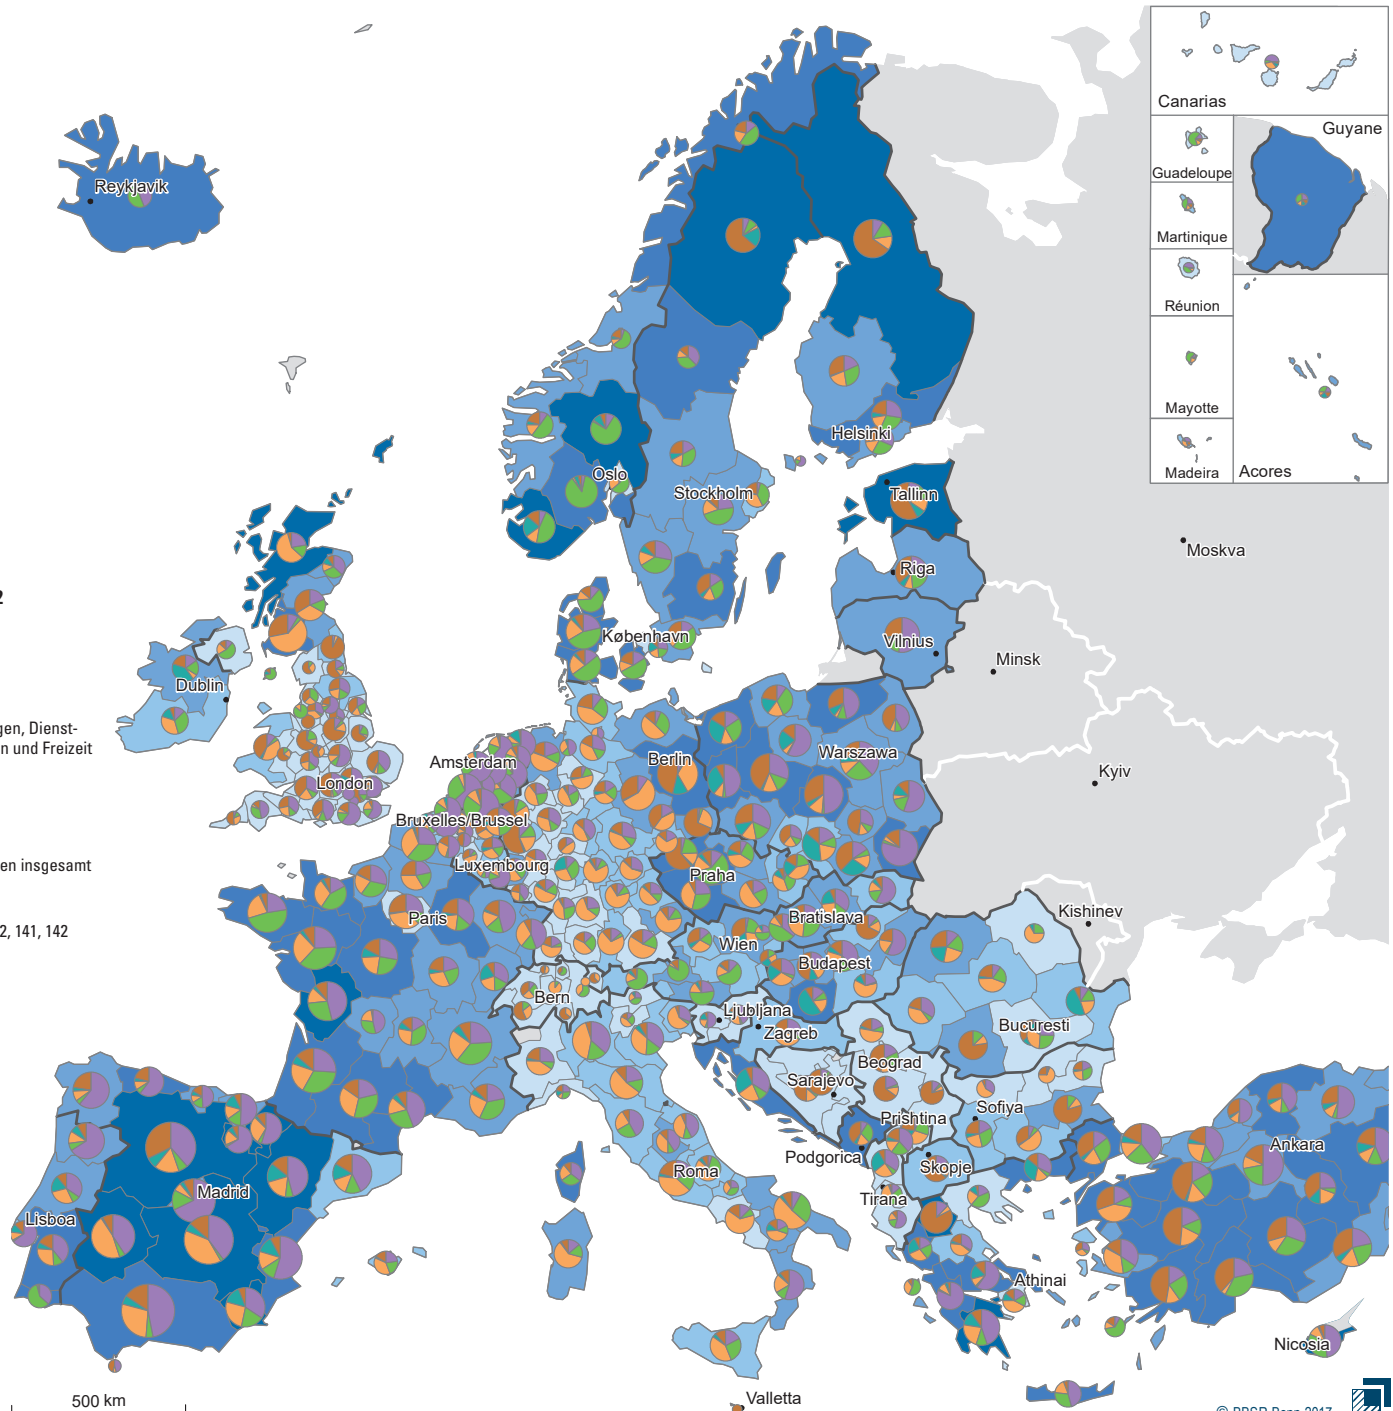 Canarias
Guyane
Guadeloupe
Martinique
Réunion
Mayotte
Madeira
Acores
Reykjavik
Helsinki
Oslo
Stockholm
Tallinn
Moskva
Riga
2
København
Vilnius
Minsk
Dublin
gen, Dienst-
n und Freizeit
Amsterdam
Berlin
Warszawa
Kyiv
London
Bruxelles/Brussel
en insgesamt
Luxembourg
Praha
2, 141, 142
Paris
Bratislava
Kishinev
Wien
Budapest
Bern
Ljubljana
Zagreb
Bucuresti
Beograd
Sarajevo
Prishtina
Sofiya
Ankara
Podgorica
Skopje
Roma
Madrid
Tirana
Lisboa
Athinai
Nicosia
500 km
Valletta
© BBSR Bonn 2017